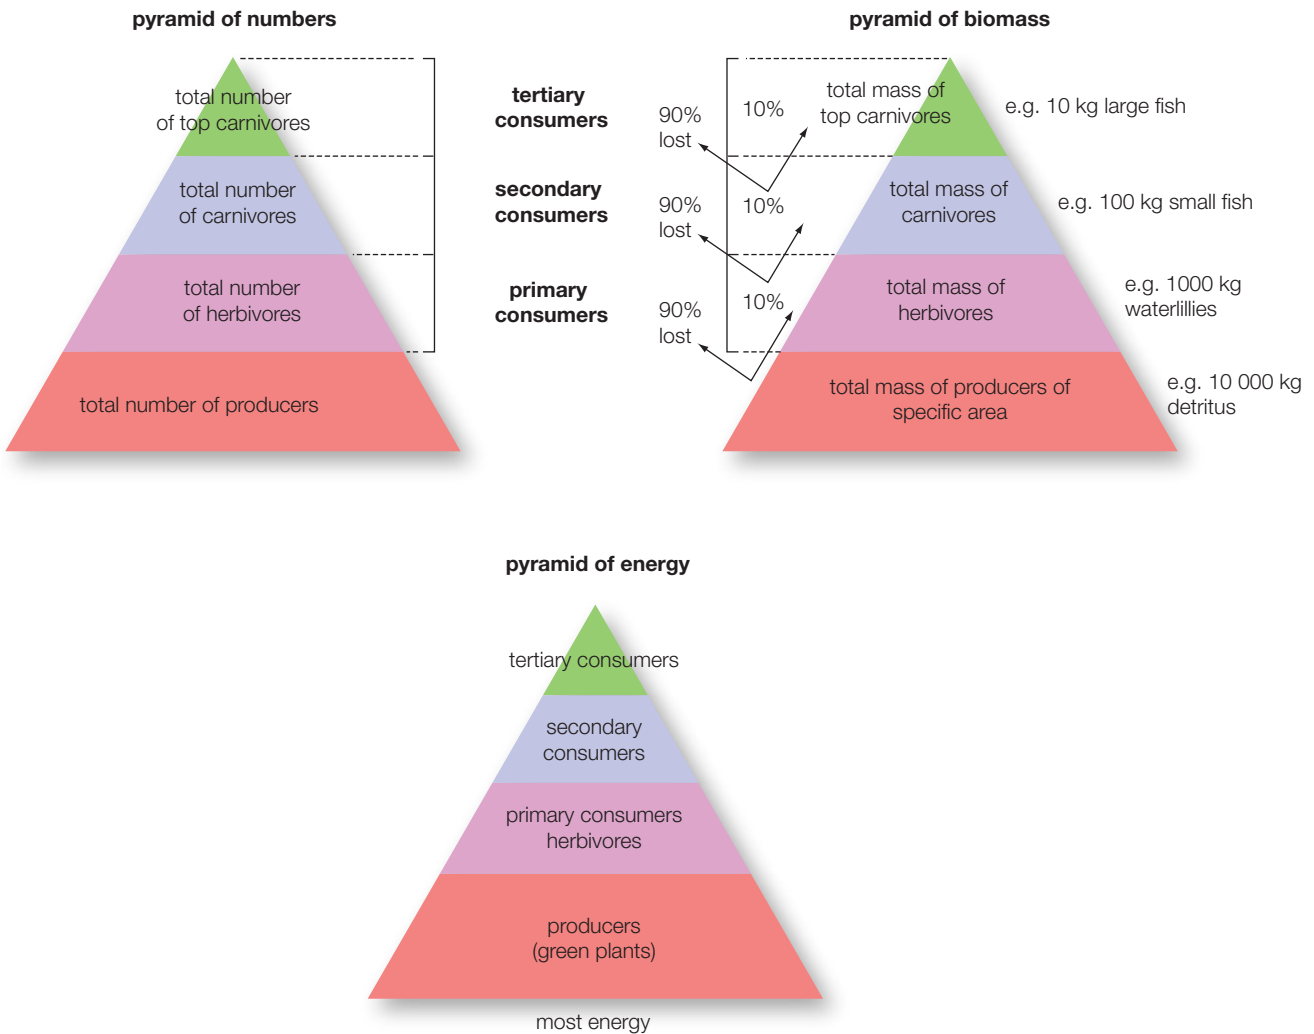 pyramid of numbers
total number
of top carnivores
total number
of carnivores
total number
of herbivores
total number of producers
tertiary
consumers
secondary
consumers
primary
consumers
pyramid of biomass
90%
lost
10%
total mass of
top carnivores
e.g. 10 kg large fish
90%
lost
10%
total mass of
carnivores
e.g. 100 kg small fish
90%
lost
10%
total mass of
herbivores
e.g. 1000 kg
waterlillies
total mass of producers of
specific area
e.g. 10 000 kg
detritus
pyramid of energy
tertiary consumers
secondary
consumers
primary consumers
herbivores
producers
(green plants)
most energy